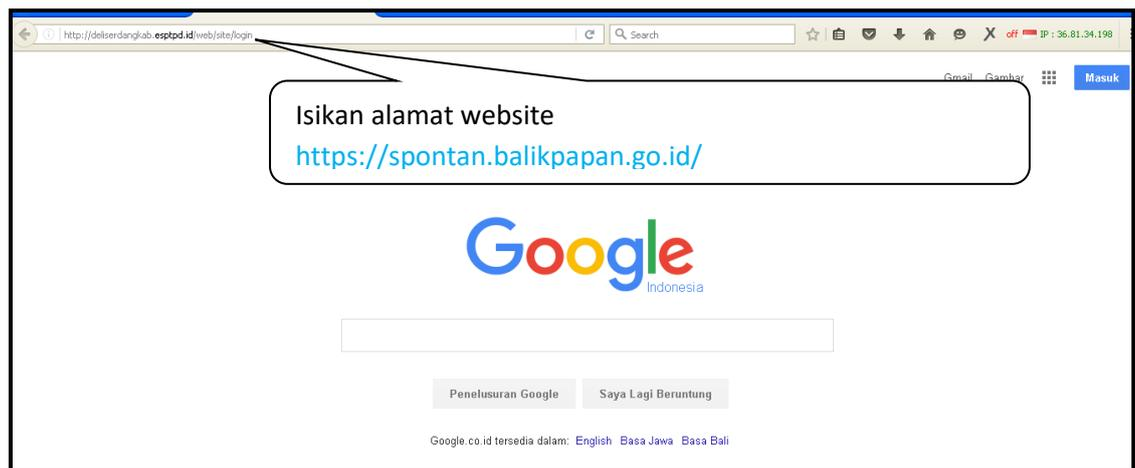 http://deliserdangkab.esptpd.id/web/site/login
Search
off IP : 36.81.34.198
Gmail Gambar Masuk
Isikan alamat website
https://spontan.balikpapan.go.id/
Google
Indonesia
Penelusuran Google Saya Lagi Beruntung
Google.co.id tersedia dalam: English Basa Jawa Basa Bali